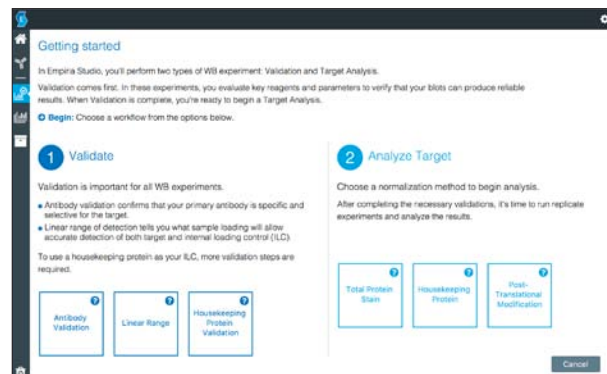 Getting started
In Empira Studio, you'll perform two types of WB experiment: Validation and Target Analysis.
Validation comes first. In these experiments, you evaluate key reagents and parameters to verify that your blots can produce reliable
results. When Validation is complete, you're ready to begin a Target Analysis.
Begin: Choose a workflow from the options below.
1 Validate
Validation is important for all WB experiments.
• Antibody validation confirms that your primary antibody is specific and
selective for the target.
• Linear range of detection tells you what sample loading will allow
accurate detection of both target and internal loading control (ILC).
To use a housekeeping protein as your ILC, more validation steps are
required.
?
Antibody
Validation
?
Linear Range
?
Housekeeping
Protein
Validation
2 Analyze Target
Choose a normalization method to begin analysis.
After completing the necessary validations, it's time to run replicate
experiments and analyze the results.
?
Total Protein
Stain
?
Housekeeping
Protein
?
Post-
Translational
Modification
Cancel